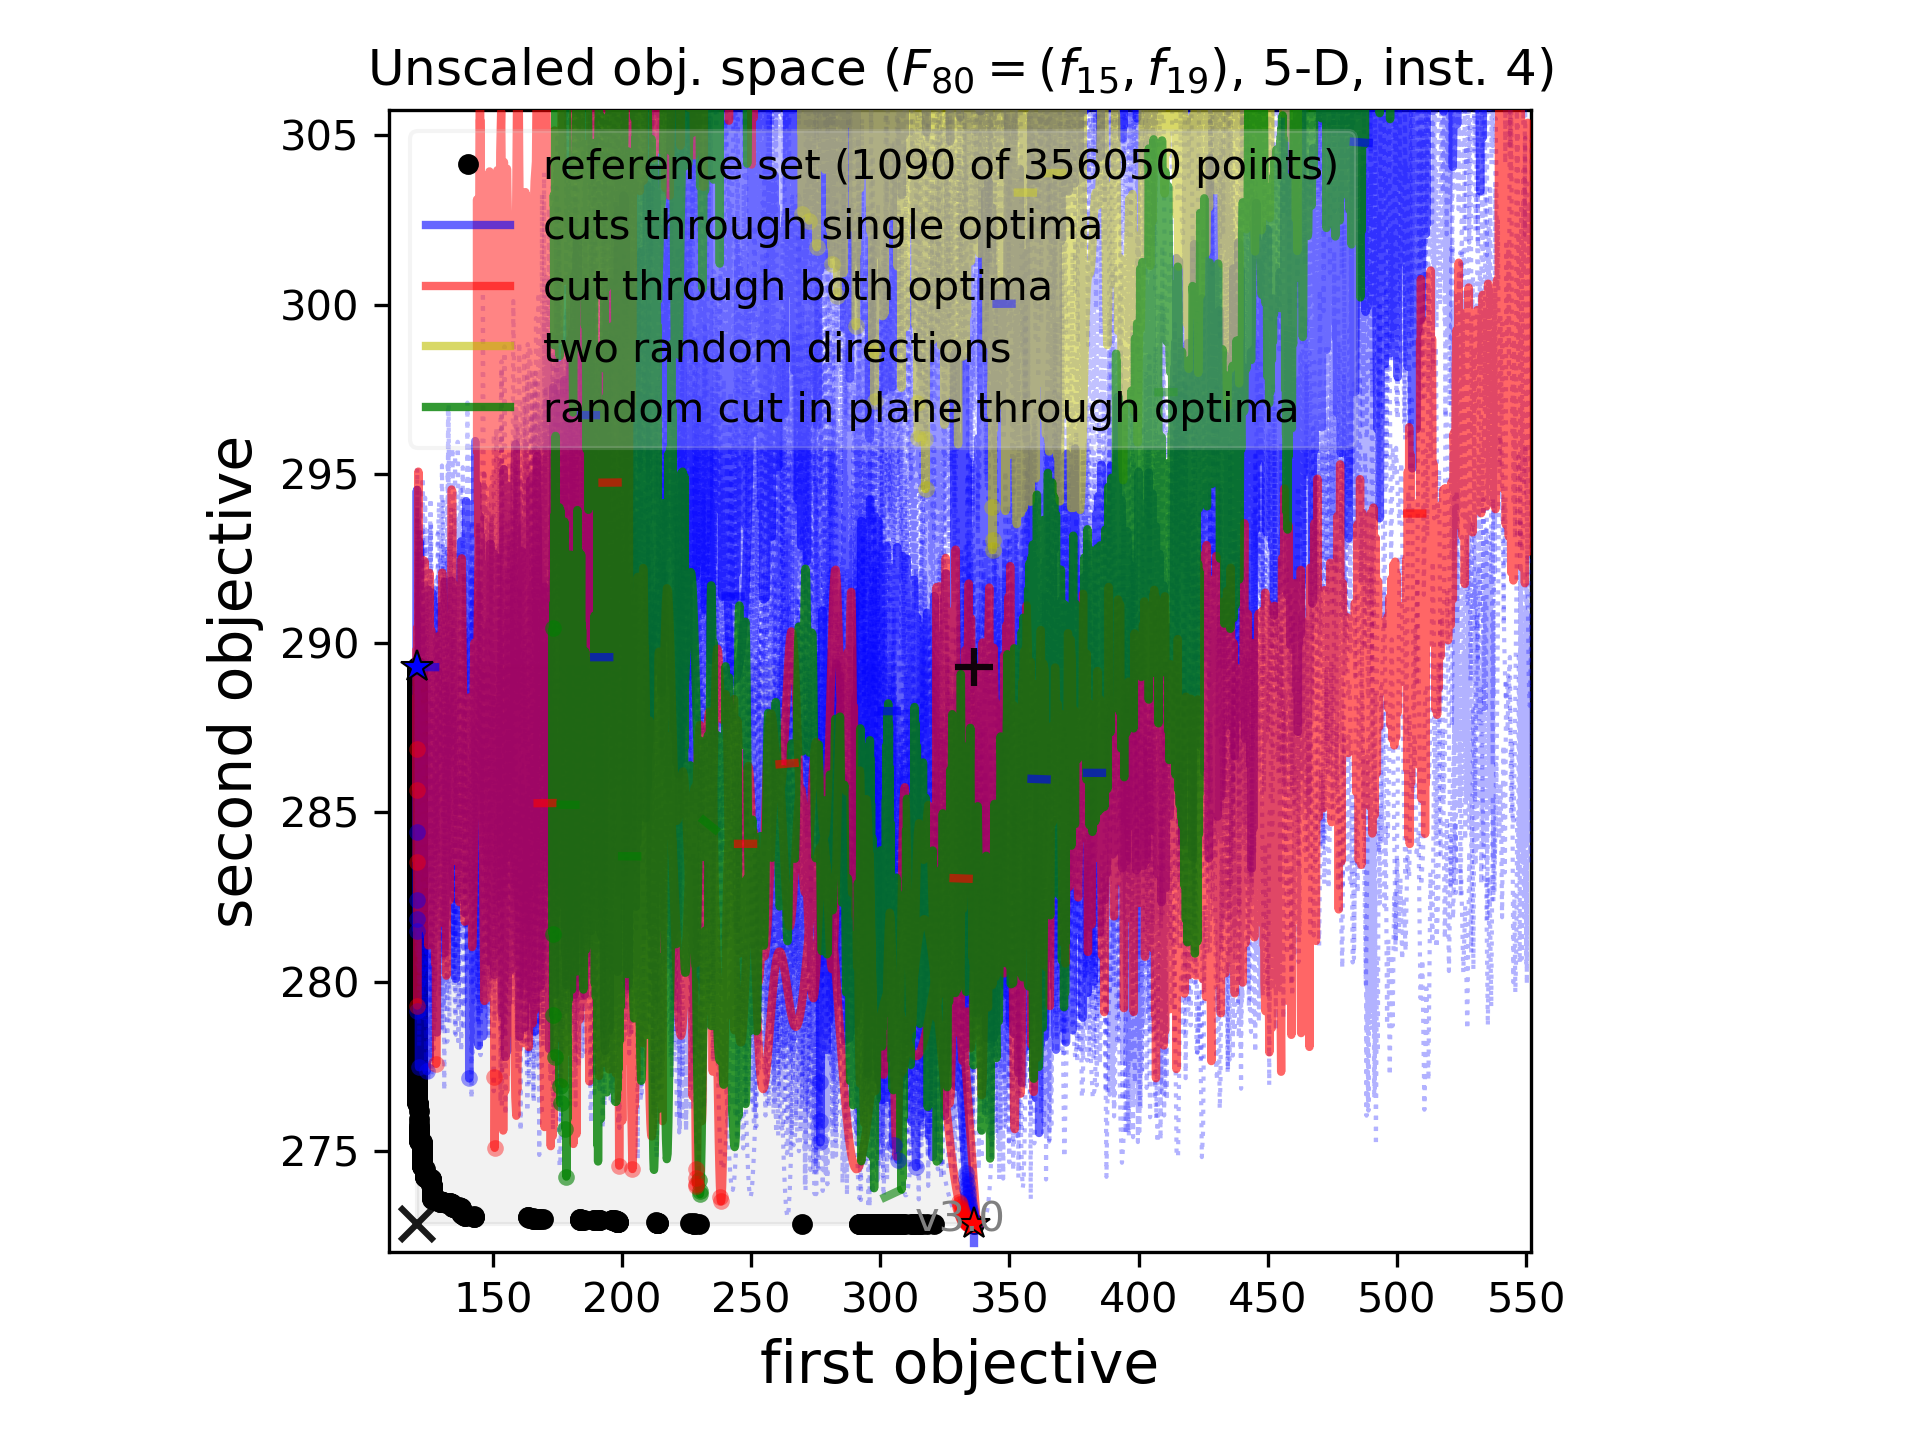 Unscaled obj. space (F₈₀ = (f₁₅, f₁₉), 5-D, inst. 4)
305
300
295
290
285
280
275
second objective
reference set (1090 of 356050 points)
cuts through single optima
cut through both optima
two random directions
random cut in plane through optima
v3.0
150 200 250 300 350 400 450 500 550
first objective